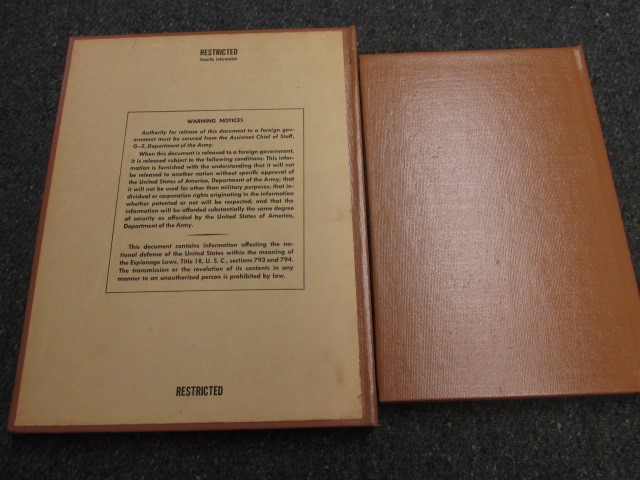 RESTRICTED
Security Information
WARNING NOTICES
Authority for release of this document to a foreign gov-
ernment must be secured from the Assistant Chief of Staff,
G-2, Department of the Army.
When this document is released to a foreign government,
it is released subject to the following conditions: This infor-
mation is furnished with the understanding that it will not
be released to another nation without specific approval of
the United States of America, Department of the Army; that
it will not be used for other than military purposes; that in-
dividual or corporation rights originating in the information
whether patented or not will be respected; and that the
information will be afforded substantially the same degree
of security as afforded by the United States of America,
Department of the Army.
This document contains information affecting the na-
tional defense of the United States within the meaning of
the Espionage Laws, Title 18, U. S. C., sections 793 and 794.
The transmission or the revelation of its contents in any
manner to an unauthorized person is prohibited by law.
RESTRICTED